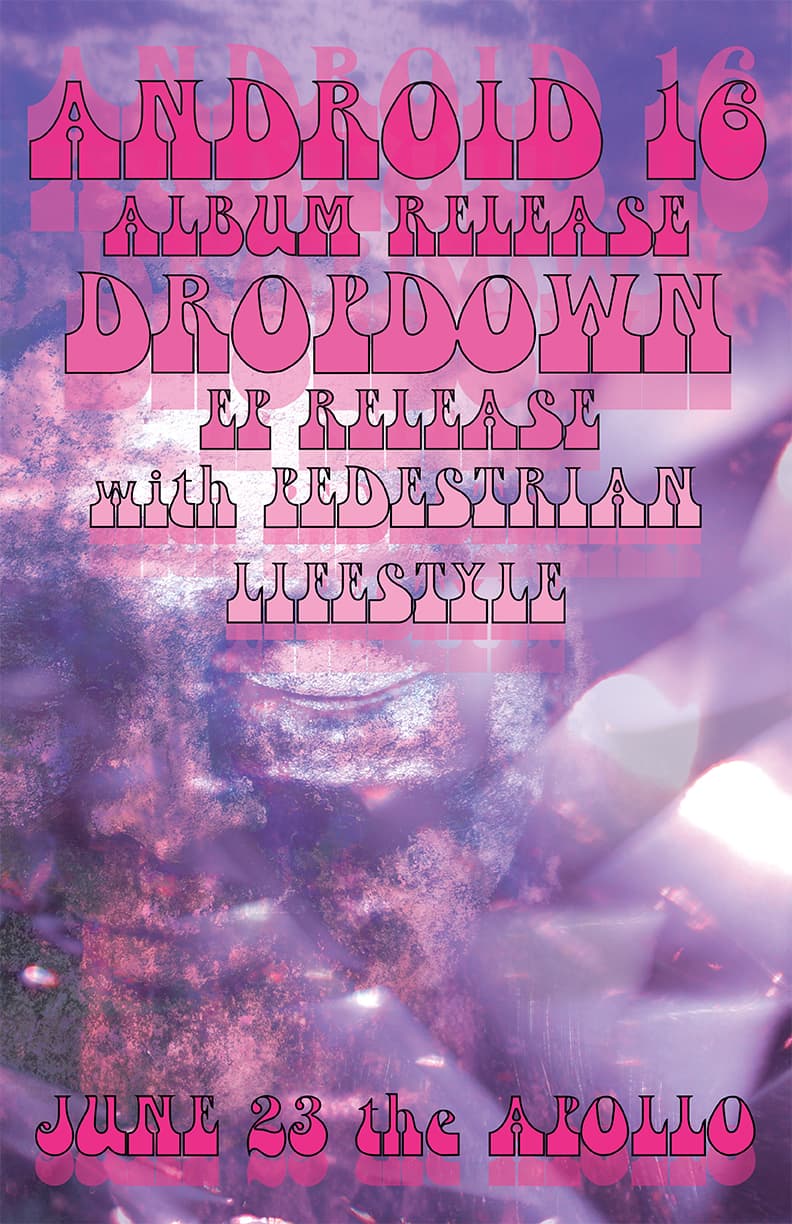 ANDROID 16
ALBUM RELEASE
DROPDOWN
EP RELEASE
with PEDESTRIAN
LIFESTYLE
JUNE 23 the APOLLO